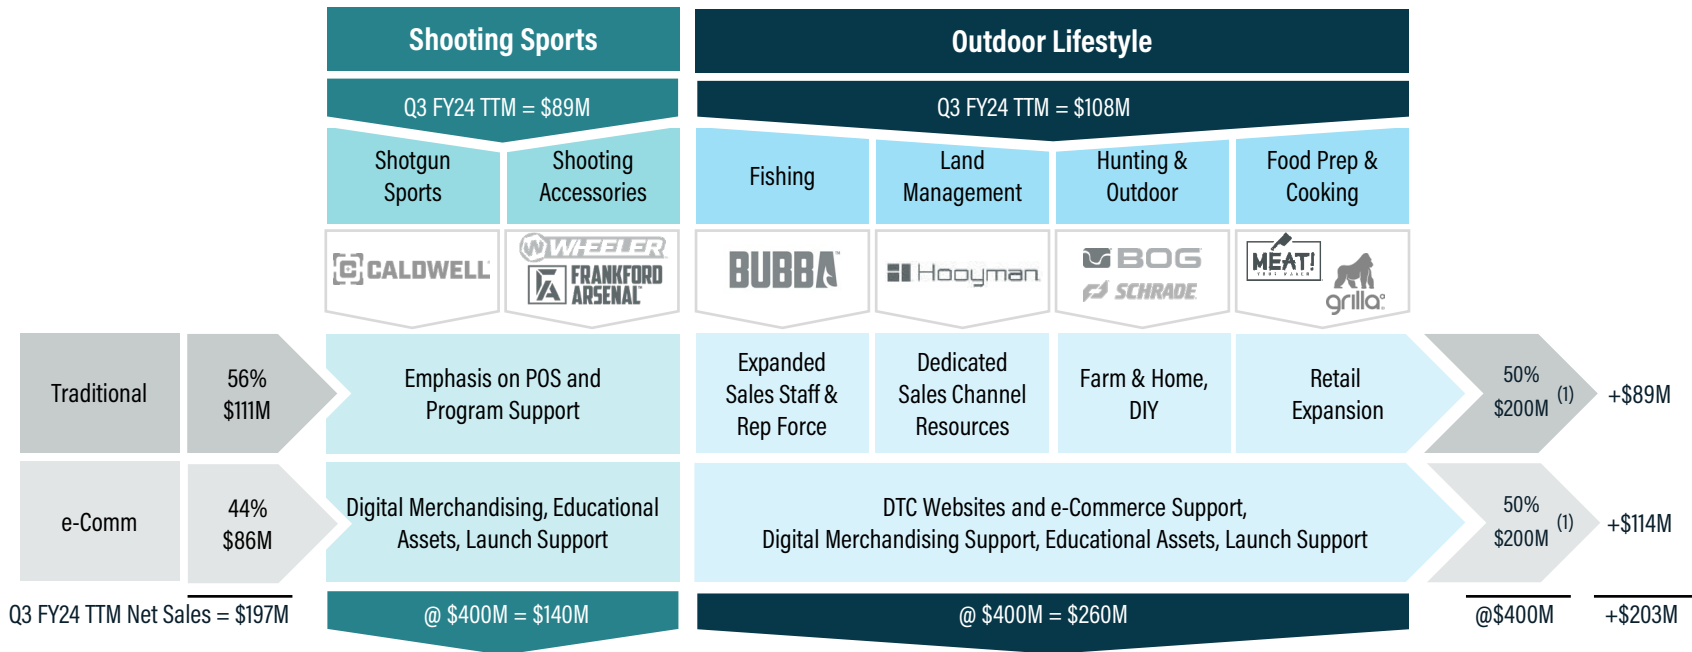 Shooting Sports
Outdoor Lifestyle
Q3 FY24 TTM = $89M
Q3 FY24 TTM = $108M
Shotgun
Sports
Shooting
Accessories
Fishing
Land
Management
Hunting &
Outdoor
Food Prep &
Cooking
CALDWELL
WHEELER
FRANKFORD
ARSENAL
BUBBA™
Hooyman
BOG
SCHRADE
MEAT!
YOUR MAKER
grilla
Traditional
56%
$111M
Emphasis on POS and
Program Support
Expanded
Sales Staff &
Rep Force
Dedicated
Sales Channel
Resources
Farm & Home,
DIY
Retail
Expansion
50%
$200M (1)
+$89M
e-Comm
44%
$86M
Digital Merchandising, Educational
Assets, Launch Support
DTC Websites and e-Commerce Support,
Digital Merchandising Support, Educational Assets, Launch Support
50%
$200M (1)
+$114M
Q3 FY24 TTM Net Sales = $197M
@ $400M = $140M
@ $400M = $260M
@$400M
+$203M